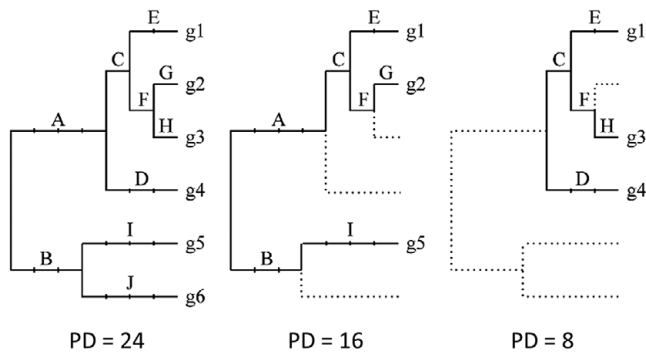 E g1 E g1 E g1
C G g2 C G g2 C
F F F
A H g3 A H g3
D g4 D g4
I g5 I g5
B B
J g6
PD = 24 PD = 16 PD = 8